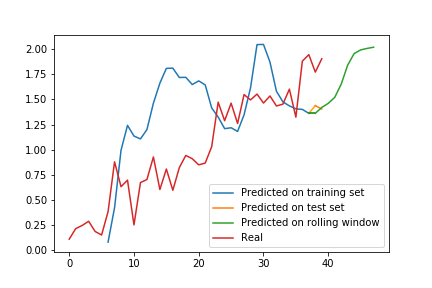 2.00
1.75
1.50
1.25
1.00
0.75
0.50
0.25
0.00
0 10 20 30 40
Predicted on training set
Predicted on test set
Predicted on rolling window
Real